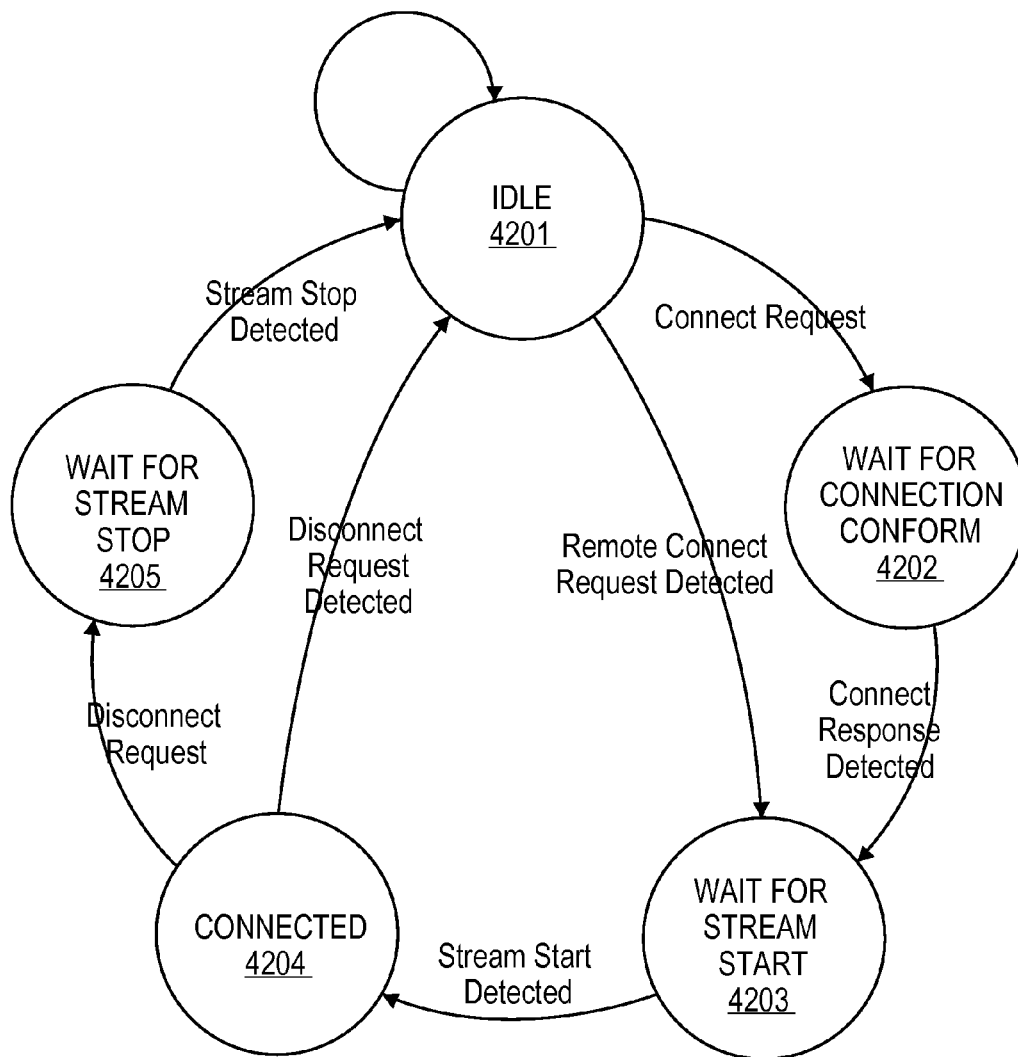 IDLE
4201
Stream Stop
Detected
Connect Request
WAIT FOR
STREAM
STOP
4205
WAIT FOR
CONNECTION
CONFORM
4202
Disconnect
Request
Detected
Remote Connect
Request Detected
Disconnect
Request
Connect
Response
Detected
CONNECTED
4204
Stream Start
Detected
WAIT FOR
STREAM
START
4203